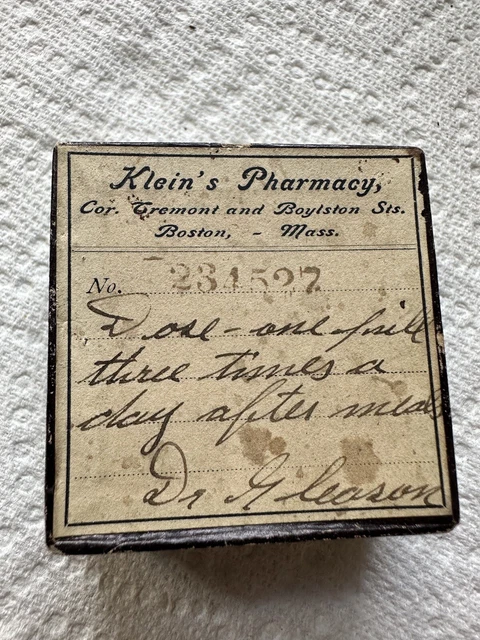 Klein's Pharmacy,
Cor. Tremont and Boylston Sts.
Boston, - Mass.
No. 234527
Dose - one pill
three times a
day after meals
Dr Gleason